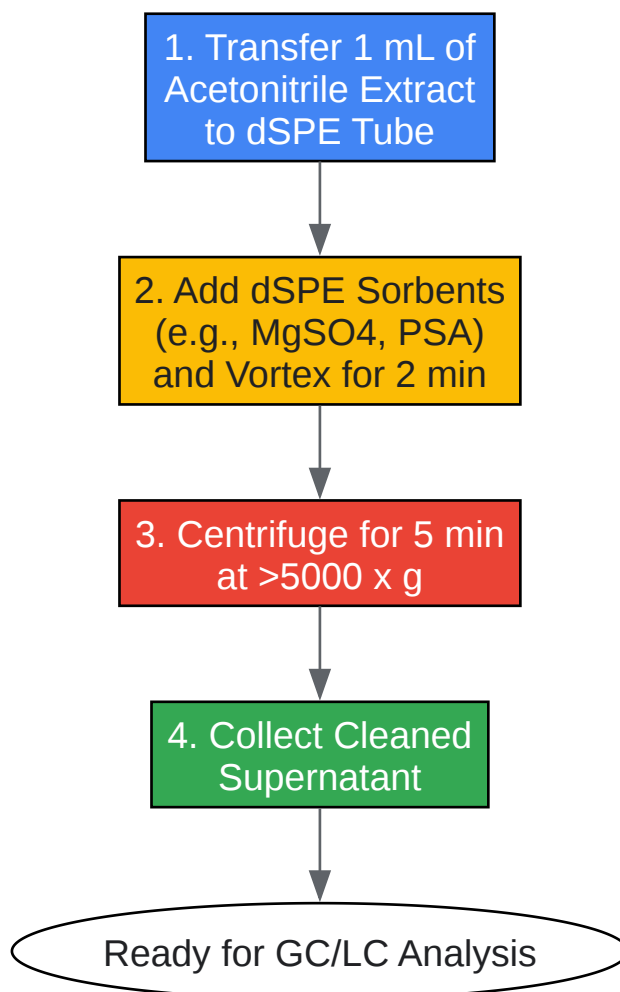 1. Transfer 1 mL of
Acetonitrile Extract
to dSPE Tube
2. Add dSPE Sorbents
(e.g., MgSO4, PSA)
and Vortex for 2 min
3. Centrifuge for 5 min
at >5000 x g
4. Collect Cleaned
Supernatant
Ready for GC/LC Analysis